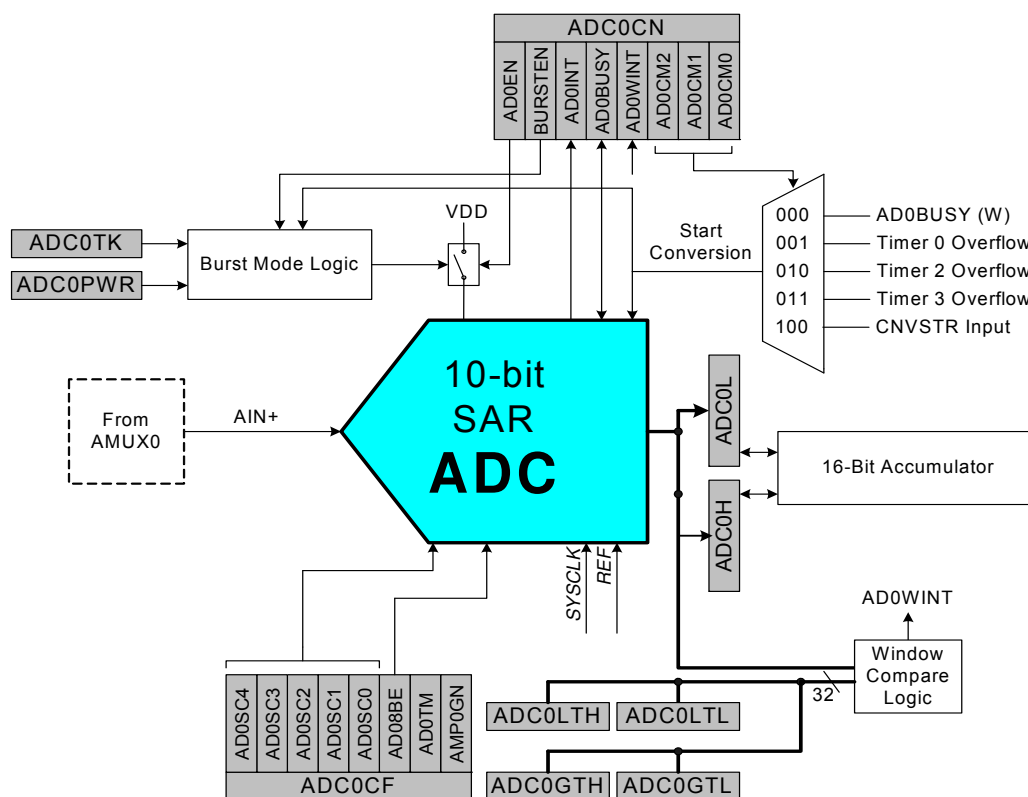 ADC0CN
AD0EN
BURSTEN
AD0INT
AD0BUSY
AD0WINT
AD0CM2
AD0CM1
AD0CM0
VDD
Start
Conversion
000
001
010
011
100
AD0BUSY (W)
Timer 0 Overflow
Timer 2 Overflow
Timer 3 Overflow
CNVSTR Input
ADC0TK
ADC0PWR
Burst Mode Logic
From
AMUX0
AIN+
10-bit
SAR
ADC
ADC0L
ADC0H
16-Bit Accumulator
SYSCLK
REF
AD0WINT
Window
Compare
Logic
32
AD0SC4
AD0SC3
AD0SC2
AD0SC1
AD0SC0
AD08BE
AD0TM
AMP0GN
ADC0CF
ADC0LTH
ADC0LTL
ADC0GTH
ADC0GTL